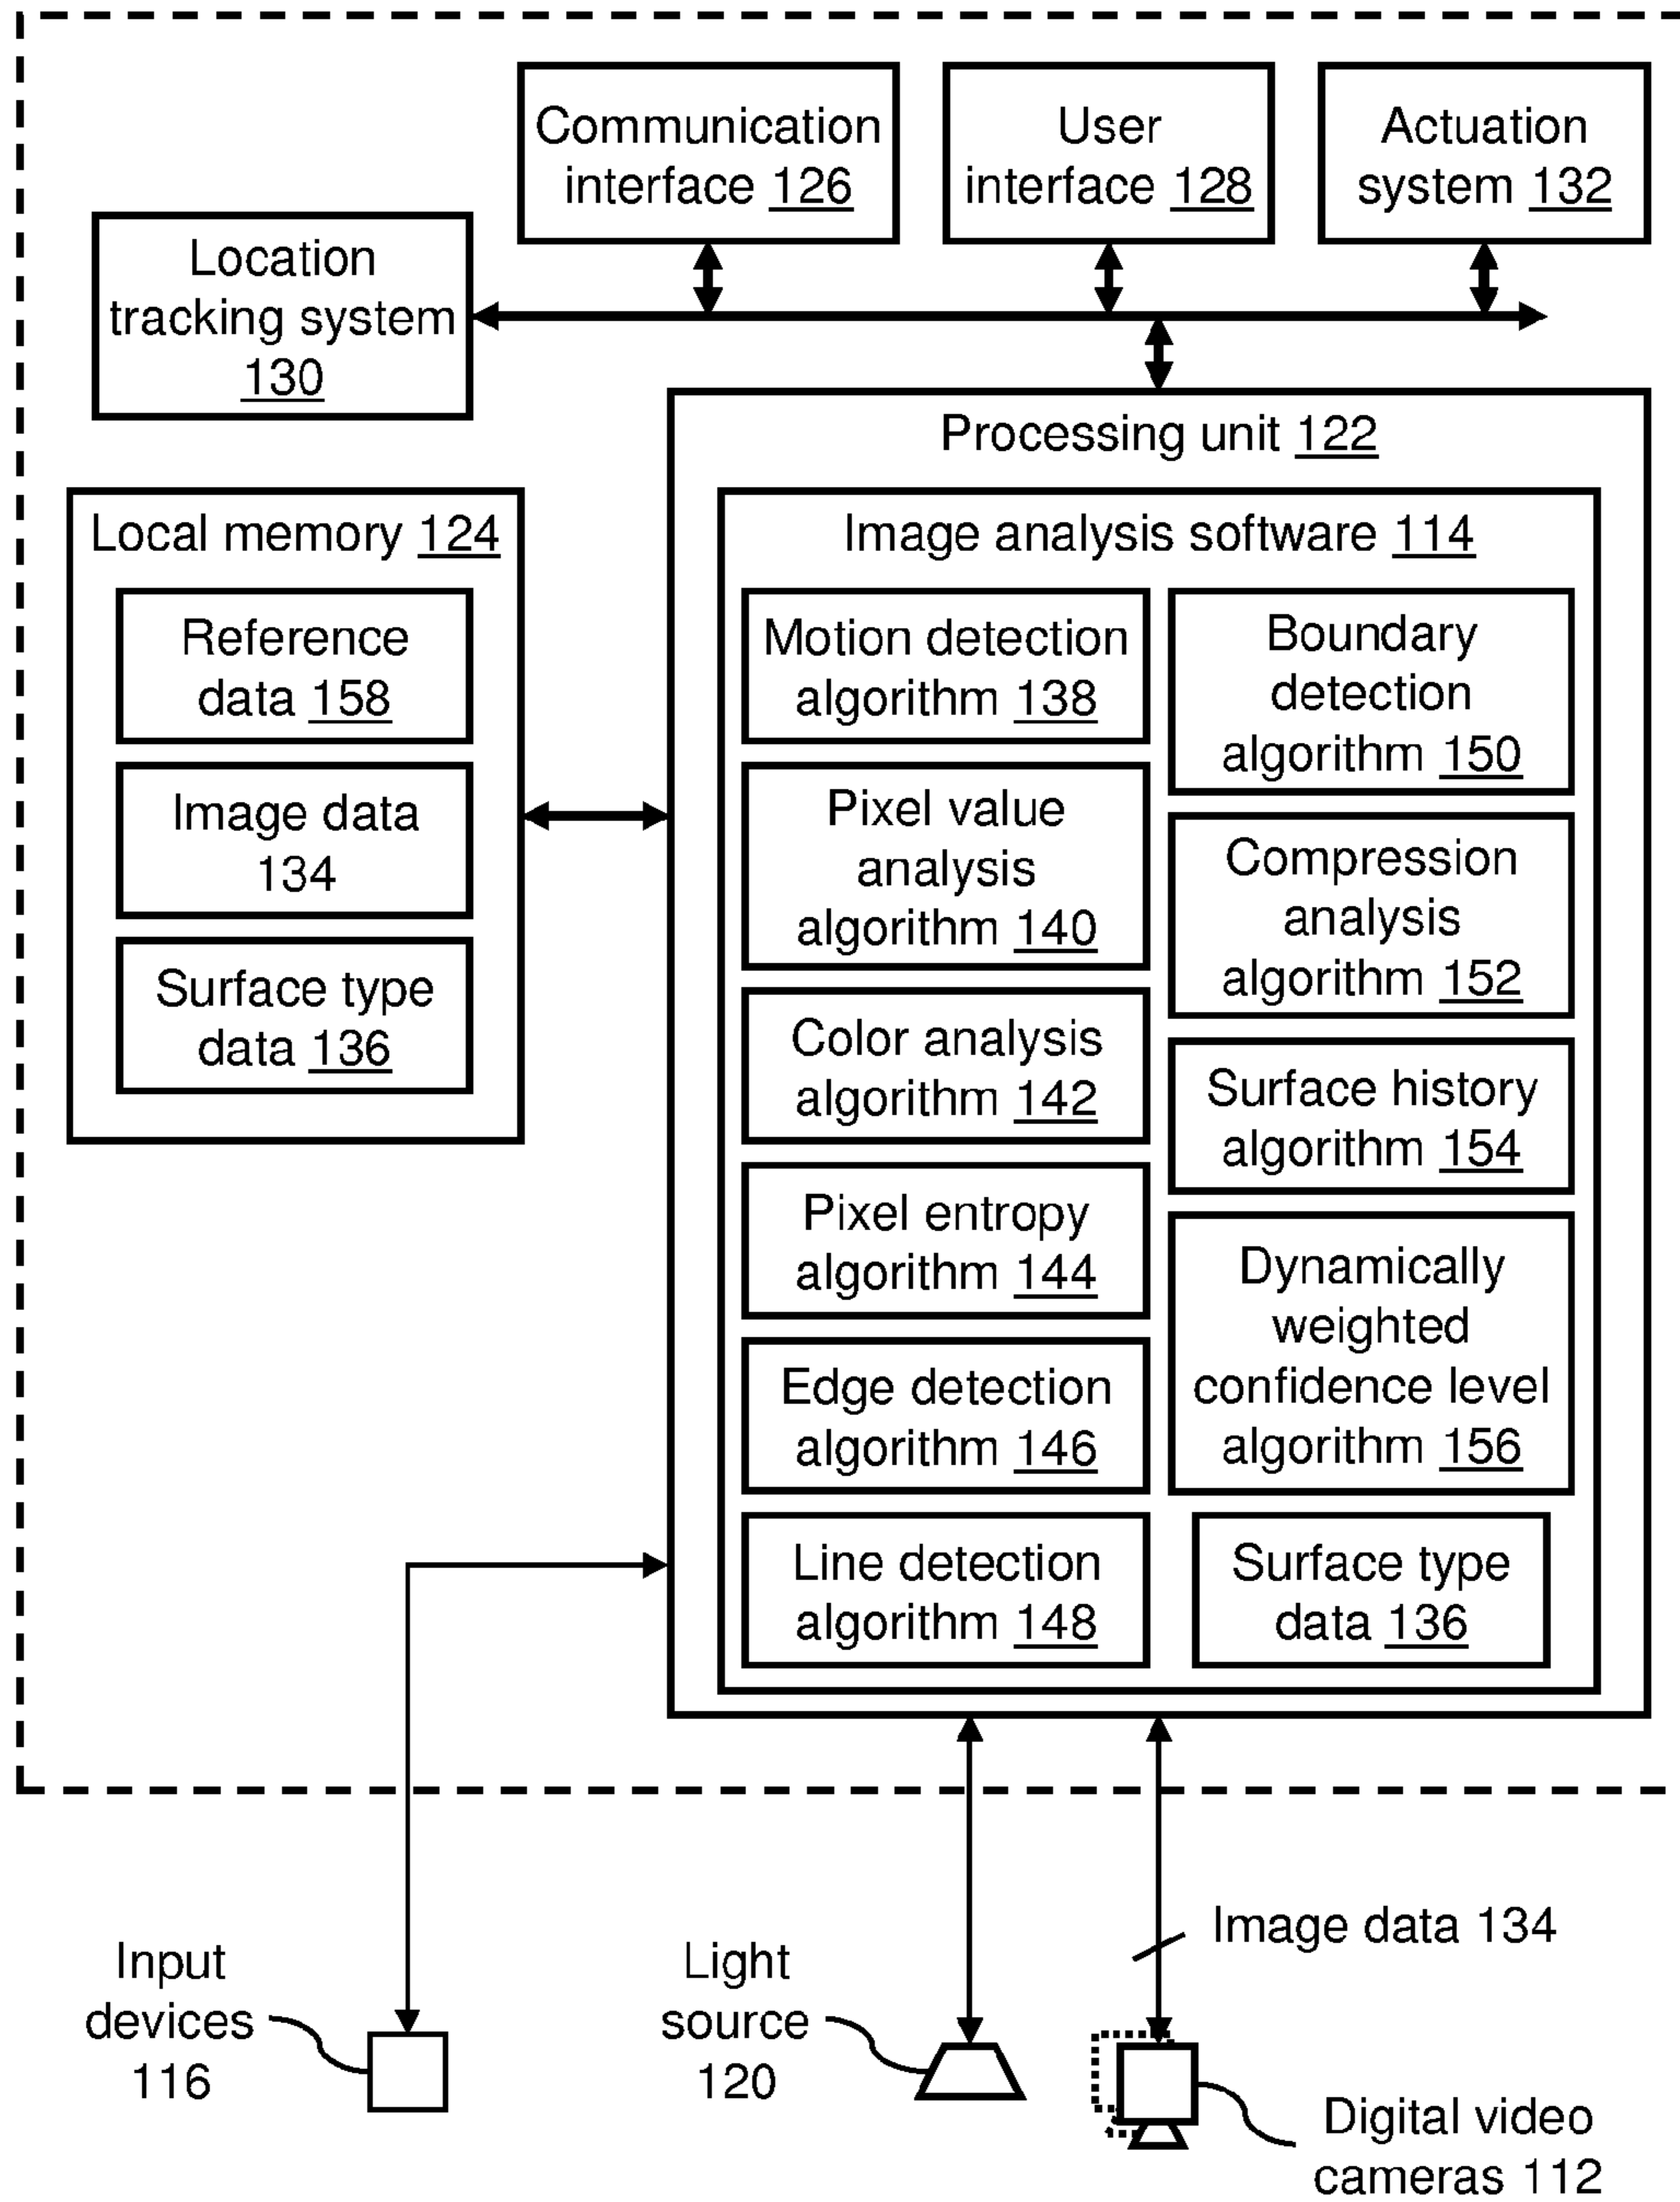 Communication
interface 126
User
interface 128
Actuation
system 132
Location
tracking system
130
Processing unit 122
Local memory 124
Reference
data 158
Image data
134
Surface type
data 136
Image analysis software 114
Motion detection
algorithm 138
Pixel value
analysis
algorithm 140
Color analysis
algorithm 142
Pixel entropy
algorithm 144
Edge detection
algorithm 146
Line detection
algorithm 148
Boundary
detection
algorithm 150
Compression
analysis
algorithm 152
Surface history
algorithm 154
Dynamically
weighted
confidence level
algorithm 156
Surface type
data 136
Image data 134
Input
devices
116
Light
source
120
Digital video
cameras 112